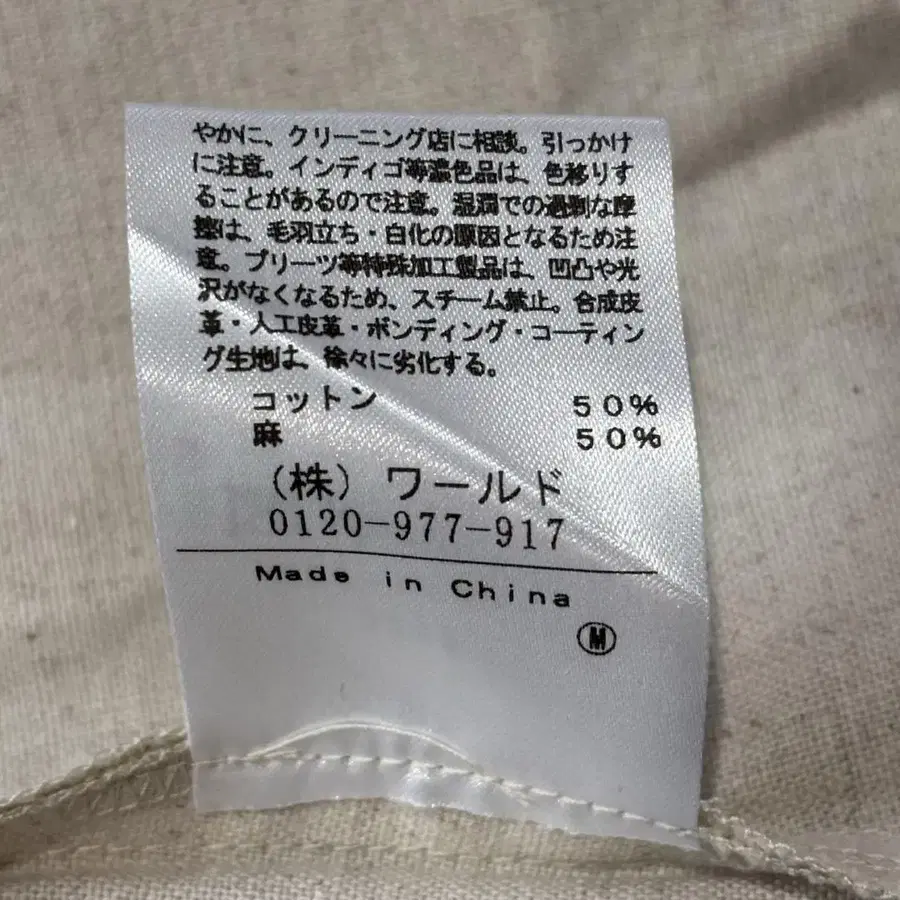 やかに、クリーニング店に相談。引っかけ
に注意。インディゴ等濃色品は、色移りす
ることがあるので注意。湿潤での過剰な摩
擦は、毛羽立ち・白化の原因となるため注
意。プリーツ等特殊加工製品は、凹凸や光
沢がなくなるため、スチーム禁止。合成皮
革・人工皮革・ボンディング・コーティン
グ生地は、徐々に劣化する。
コットン 50%
麻 50%
(株)ワールド
0120-977-917
Made in China
Ⓜ